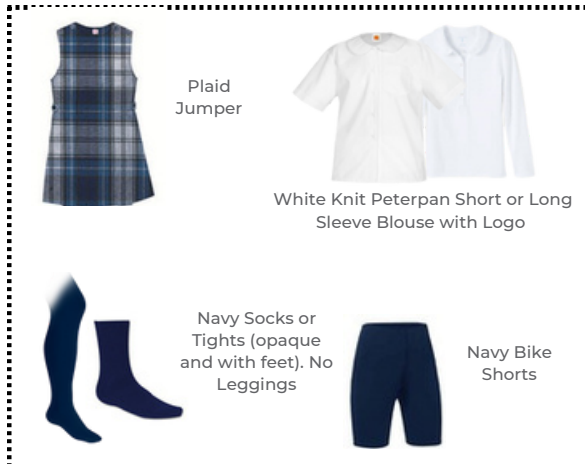 Plaid
Jumper
White Knit Peterpan Short or Long
Sleeve Blouse with Logo
Navy Socks or
Tights (opaque
and with feet). No
Leggings
Navy Bike
Shorts